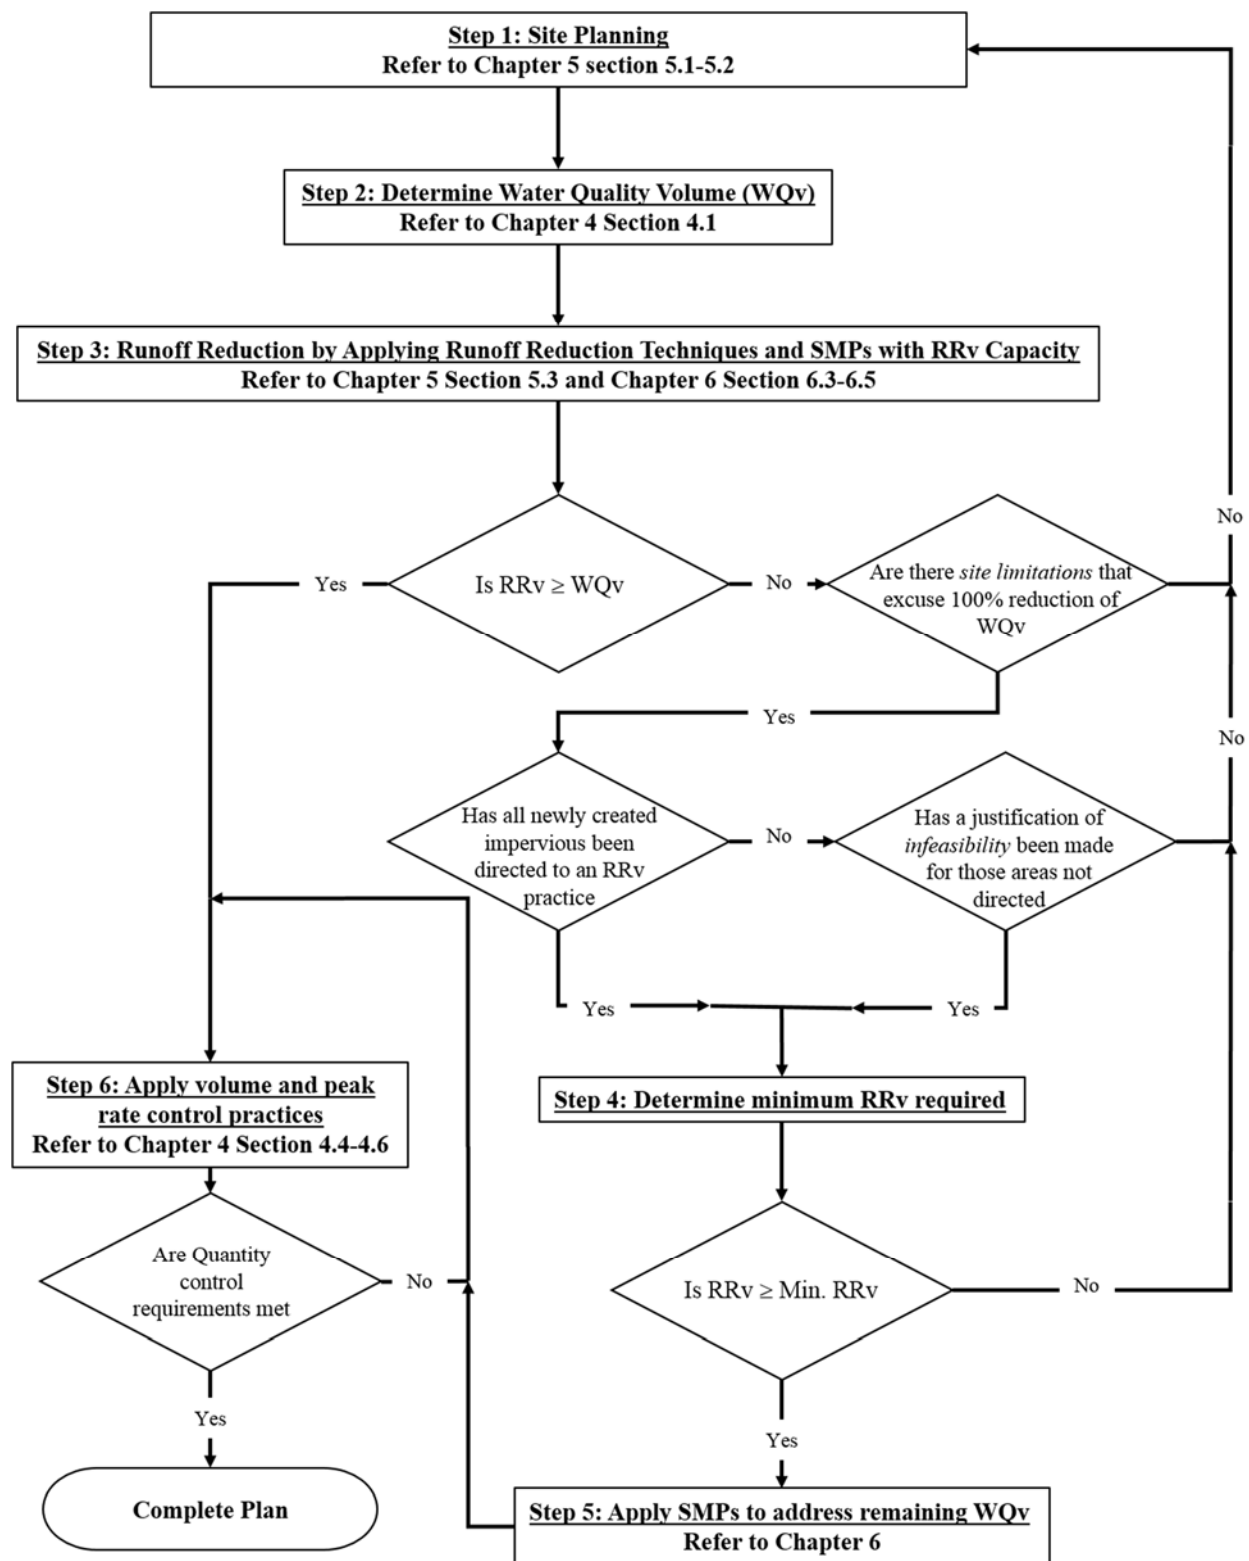 Step 1: Site Planning
Refer to Chapter 5 section 5.1-5.2
Step 2: Determine Water Quality Volume (WQv)
Refer to Chapter 4 Section 4.1
Step 3: Runoff Reduction by Applying Runoff Reduction Techniques and SMPs with RRv Capacity
Refer to Chapter 5 Section 5.3 and Chapter 6 Section 6.3-6.5
No
Yes
Is RRv ≥ WQv
No
Are there site limitations that
excuse 100% reduction of
WQv
Yes
No
Has all newly created
impervious been
directed to an RRv
practice
No
Has a justification of
infeasibility been made
for those areas not
directed
Yes
Yes
Step 4: Determine minimum RRv required
Step 6: Apply volume and peak
rate control practices
Refer to Chapter 4 Section 4.4-4.6
Are Quantity
control
requirements met
No
Is RRv ≥ Min. RRv
No
Yes
Yes
Complete Plan
Step 5: Apply SMPs to address remaining WQv
Refer to Chapter 6